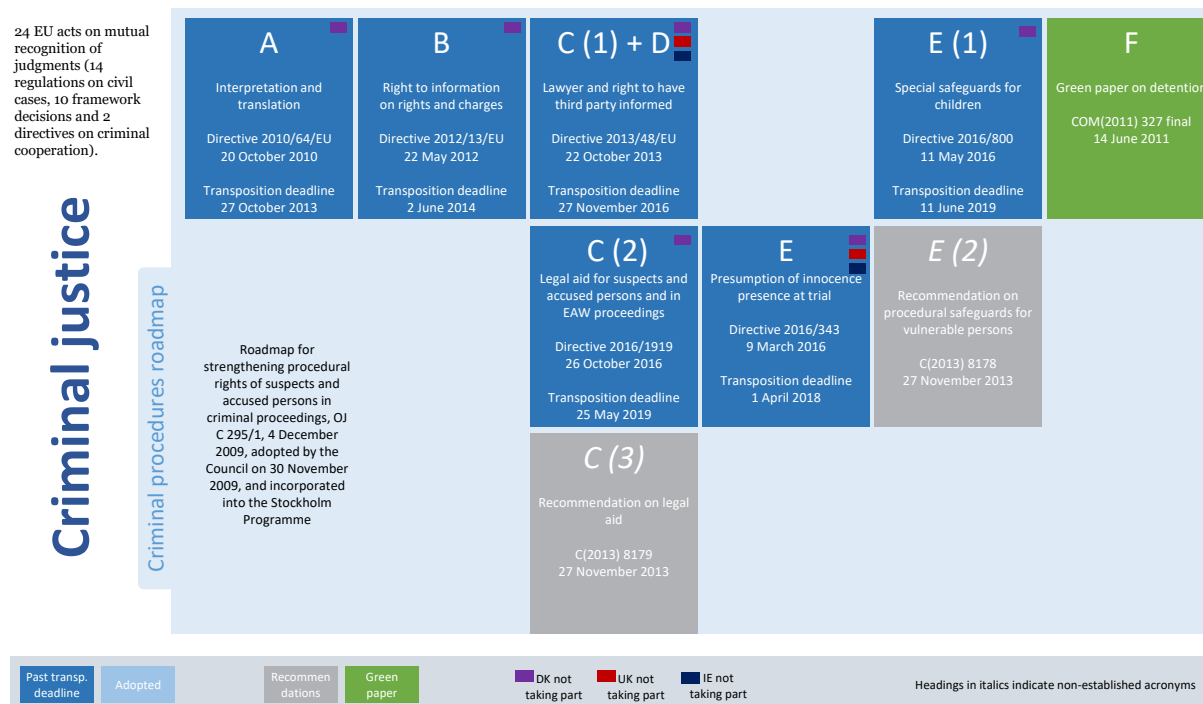 24 EU acts on mutual
recognition of
judgments (14
regulations on civil
cases, 10 framework
decisions and 2
directives on criminal
cooperation).
Criminal justice
Criminal procedures roadmap
A
Interpretation and
translation
Directive 2010/64/EU
20 October 2010
Transposition deadline
27 October 2013
B
Right to information
on rights and charges
Directive 2012/13/EU
22 May 2012
Transposition deadline
2 June 2014
C (1) + D
Lawyer and right to have
third party informed
Directive 2013/48/EU
22 October 2013
Transposition deadline
27 November 2016
E (1)
Special safeguards for
children
Directive 2016/800
11 May 2016
Transposition deadline
11 June 2019
F
Green paper on detention
COM(2011) 327 final
14 June 2011
Roadmap for
strengthening procedural
rights of suspects and
accused persons in
criminal proceedings, OJ
C 295/1, 4 December
2009, adopted by the
Council on 30 November
2009, and incorporated
into the Stockholm
Programme
C (2)
Legal aid for suspects and
accused persons and in
EAW proceedings
Directive 2016/1919
26 October 2016
Transposition deadline
25 May 2019
E
Presumption of innocence
presence at trial
Directive 2016/343
9 March 2016
Transposition deadline
1 April 2018
E (2)
Recommendation on
procedural safeguards for
vulnerable persons
C(2013) 8178
27 November 2013
C (3)
Recommendation on legal
aid
C(2013) 8179
27 November 2013
Past transp.
deadline
Adopted
Recommen
dations
Green
paper
DK not
taking part
UK not
taking part
IE not
taking part
Headings in italics indicate non-established acronyms